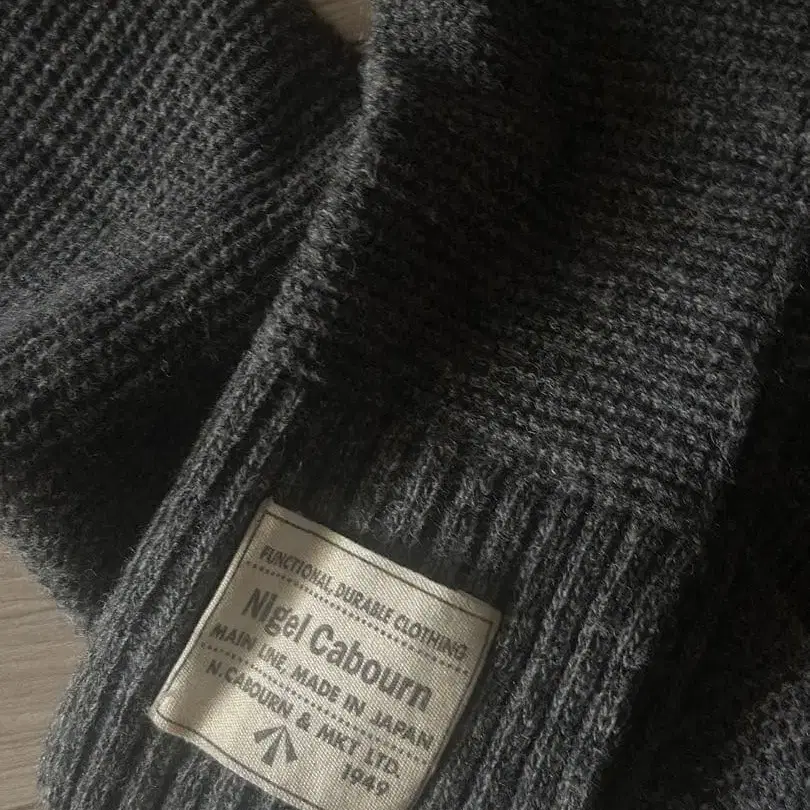 FUNCTIONAL, DURABLE CLOTHING
Nigel Cabourn
MAIN LINE, MADE IN JAPAN
N.CABOURN & MKT LTD.
1949